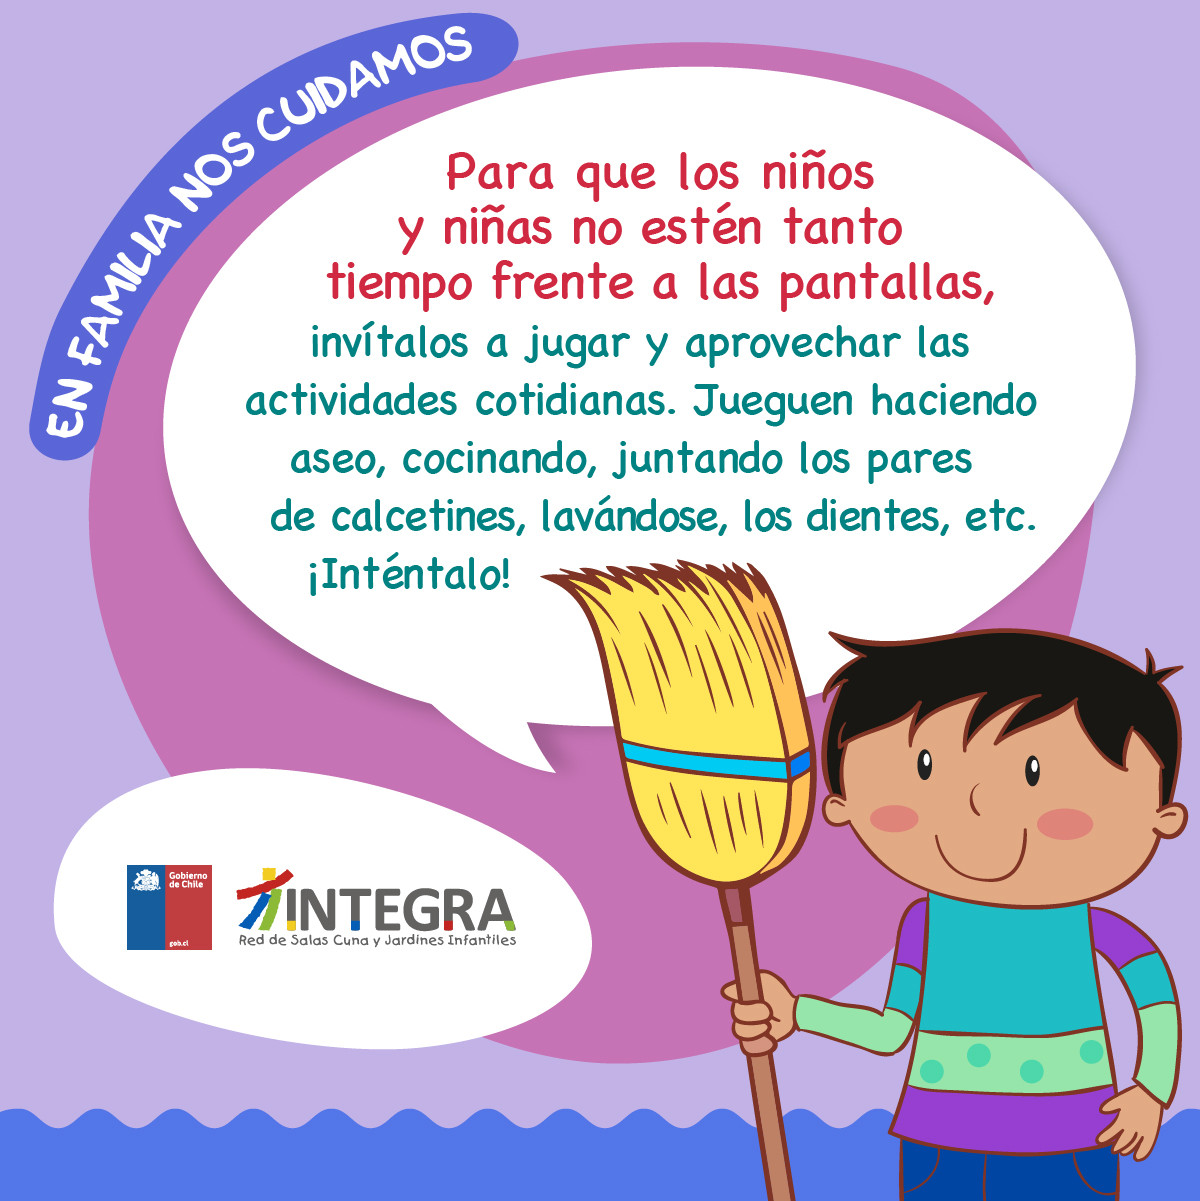 EN FAMILIA NOS CUIDAMOS
Para que los niños
y niñas no estén tanto
tiempo frente a las pantallas,
invítalos a jugar y aprovechar las
actividades cotidianas. Jueguen haciendo
aseo, cocinando, juntando los pares
de calcetines, lavándose, los dientes, etc.
¡Inténtalo!
Gobierno
de Chile
gob.cl
INTEGRA
Red de Salas Cuna y Jardines Infantiles